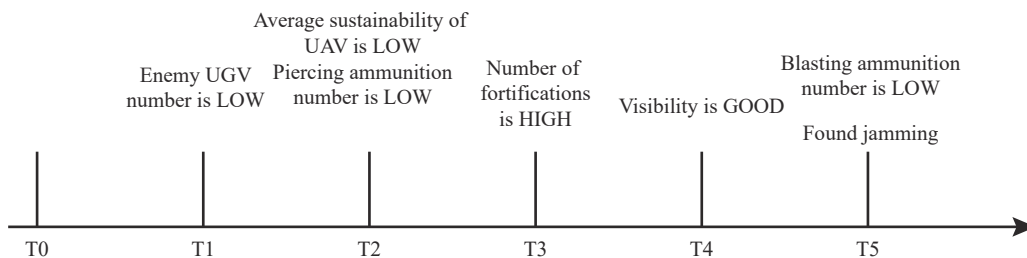 Average sustainability of
UAV is LOW
Piercing ammunition
number is LOW
Enemy UGV
number is LOW
Number of
fortifications
is HIGH
Visibility is GOOD
Blasting ammunition
number is LOW
Found jamming
T0
T1
T2
T3
T4
T5